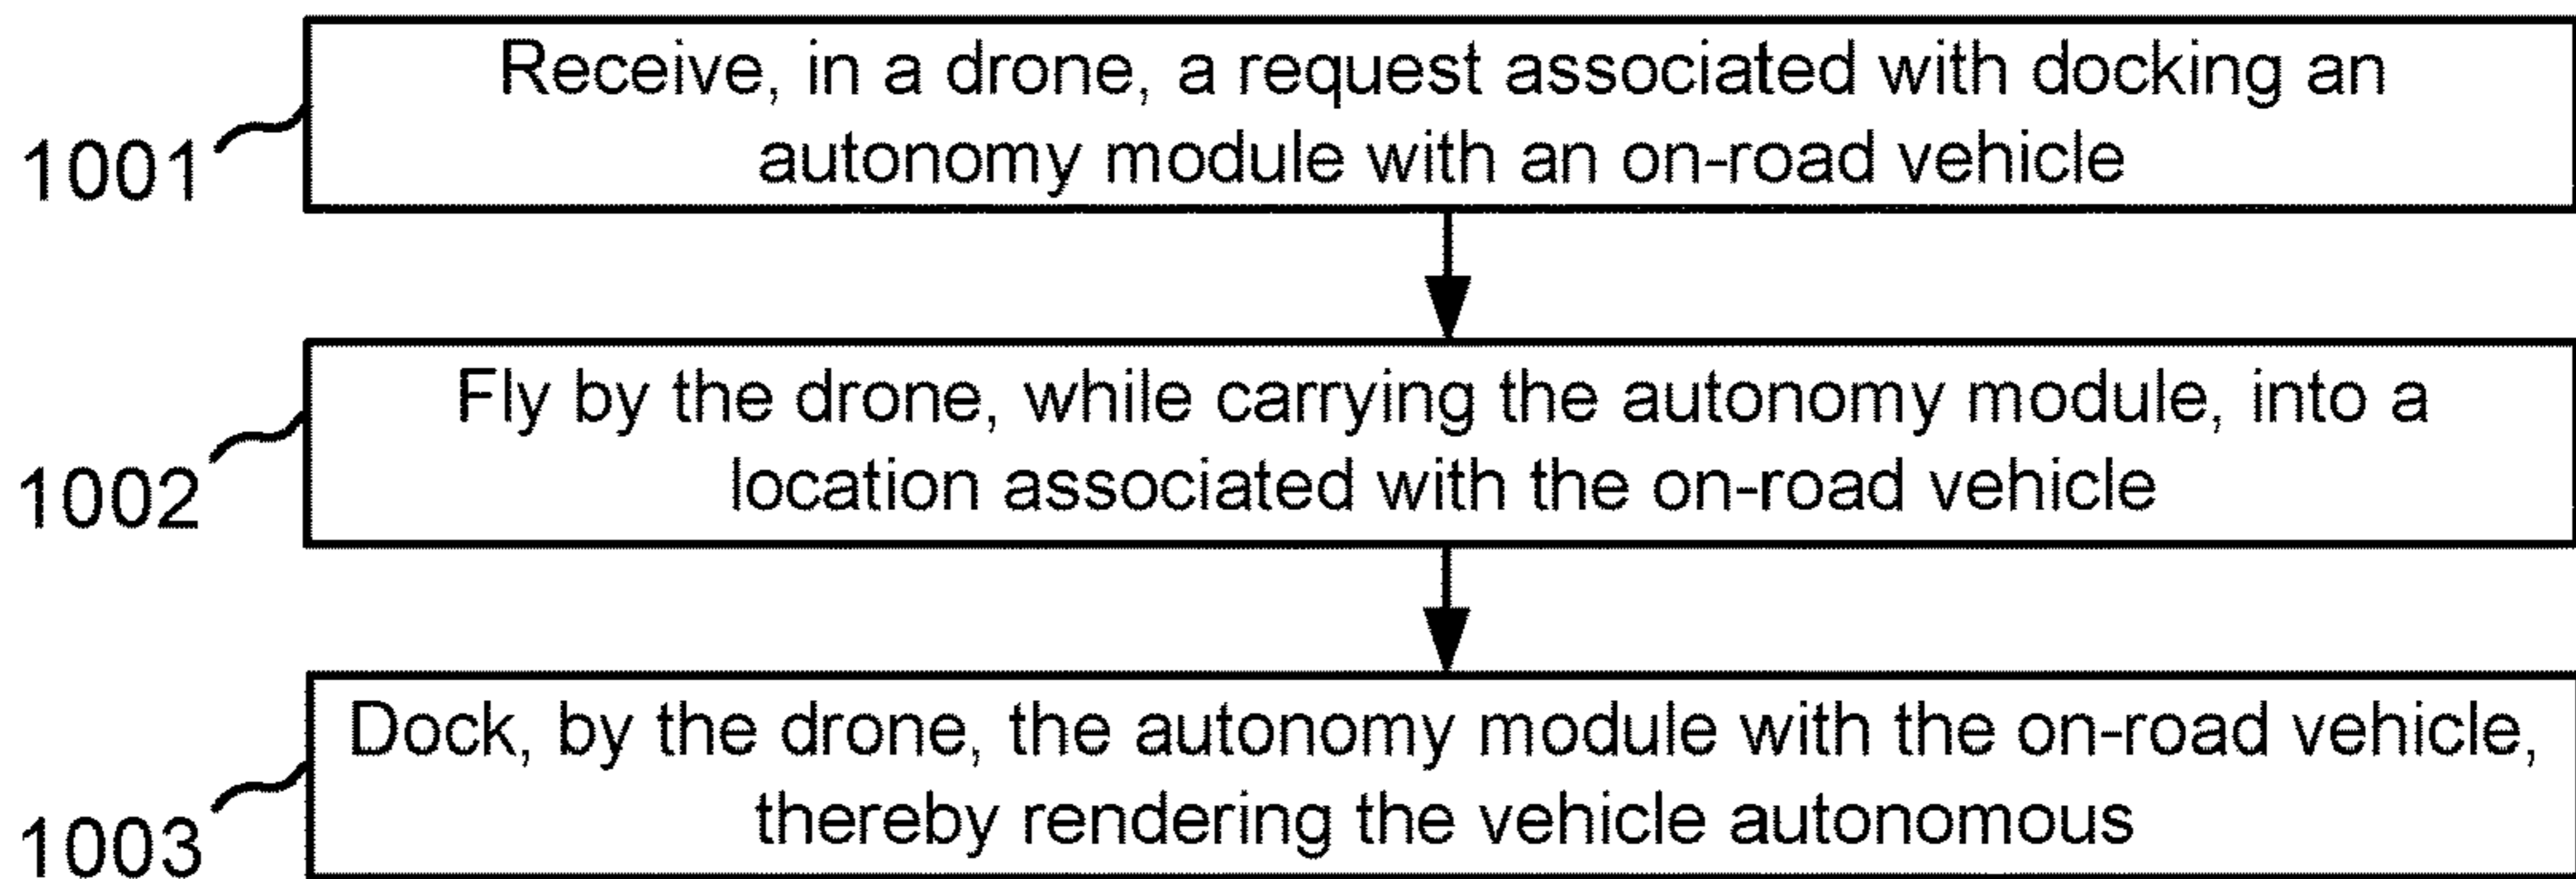 Receive, in a drone, a request associated with docking an
autonomy module with an on-road vehicle
1001
Fly by the drone, while carrying the autonomy module, into a
location associated with the on-road vehicle
1002
Dock, by the drone, the autonomy module with the on-road vehicle,
thereby rendering the vehicle autonomous
1003